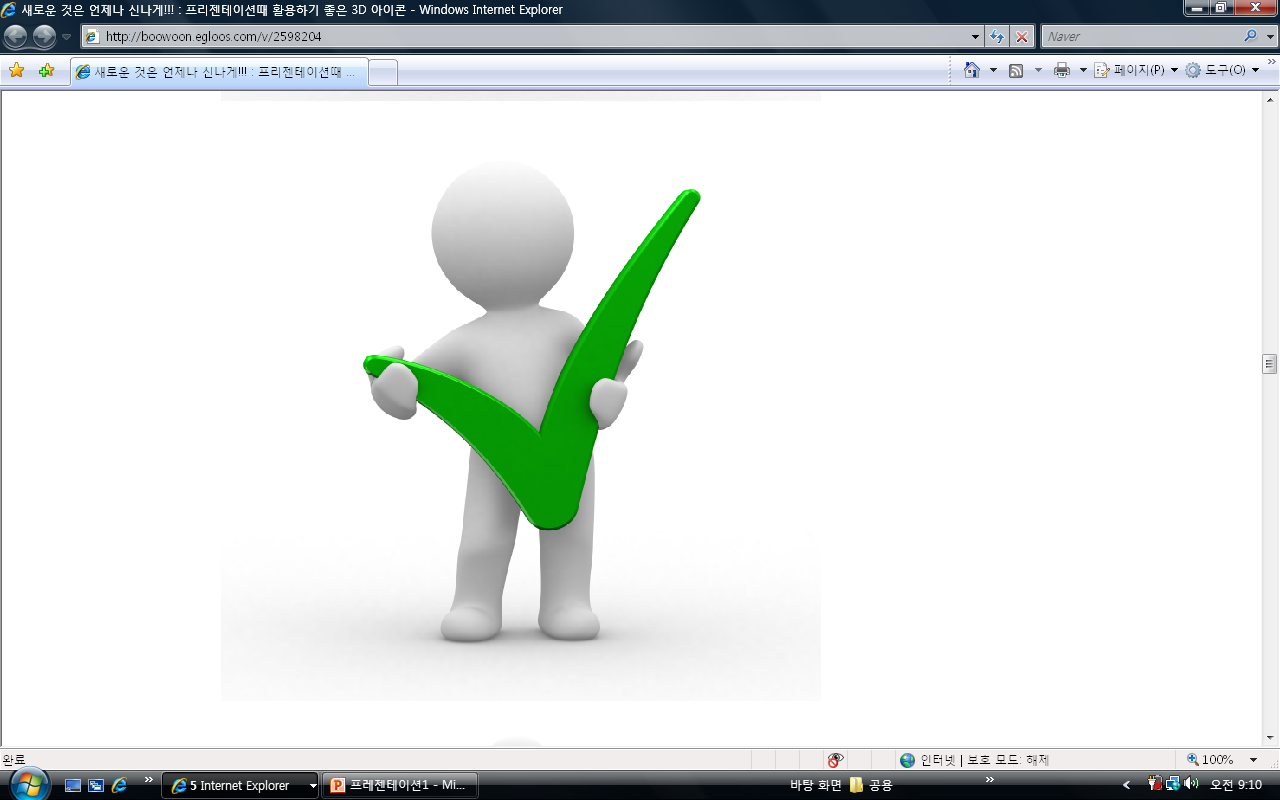 새로운 것은 언제나 신나게!!! : 프리젠테이션때 활용하기 좋은 3D 아이콘 - Windows Internet Explorer
http://boowoon.egloos.com/v/2598204
Naver
새로운 것은 언제나 신나게!!! : 프리젠테이션때 ...
페이지(P)
도구(O)
완료
인터넷 | 보호 모드: 해제
100%
5 Internet Explorer
프레젠테이션1 - Mi...
바탕 화면
공용
오전 9:10